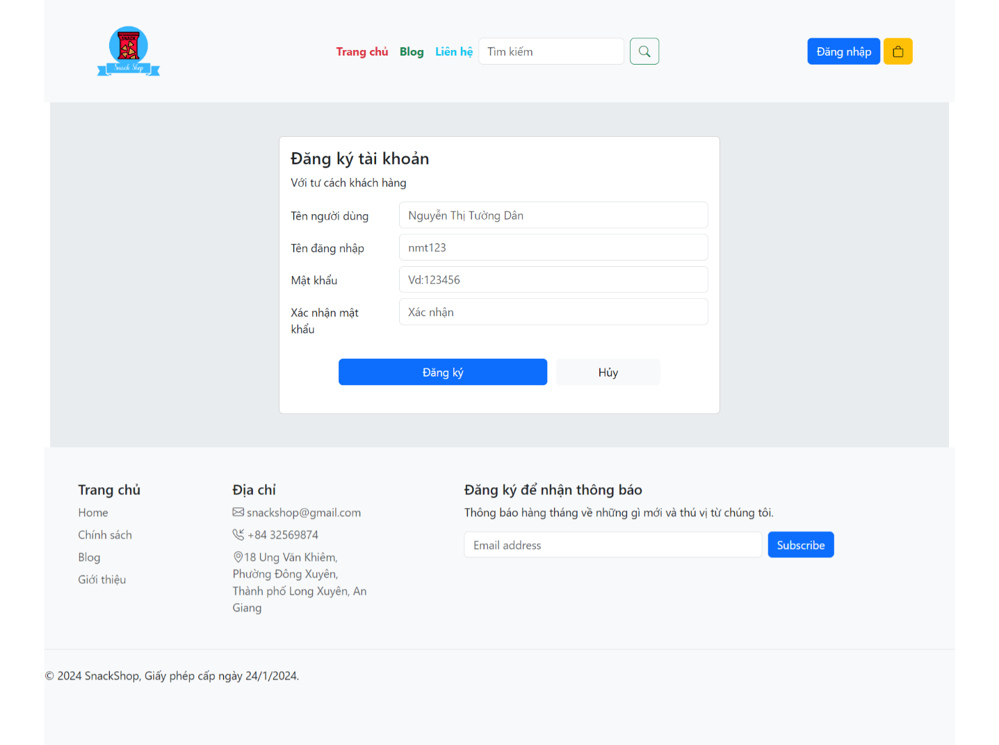 SNACK
Snack Shop
Trang chủ
Blog
Liên hệ
Tìm kiếm
Đăng nhập
Đăng ký tài khoản
Với tư cách khách hàng
Tên người dùng
Nguyễn Thị Tường Dân
Tên đăng nhập
nmt123
Mật khẩu
Vd:123456
Xác nhận mật
khẩu
Xác nhận
Đăng ký
Hủy
Trang chủ
Home
Chính sách
Blog
Giới thiệu
Địa chỉ
snackshop@gmail.com
+84 32569874
18 Ung Văn Khiêm,
Phường Đông Xuyên,
Thành phố Long Xuyên, An
Giang
Đăng ký để nhận thông báo
Thông báo hàng tháng về những gì mới và thú vị từ chúng tôi.
Email address
Subscribe
© 2024 SnackShop, Giấy phép cấp ngày 24/1/2024.